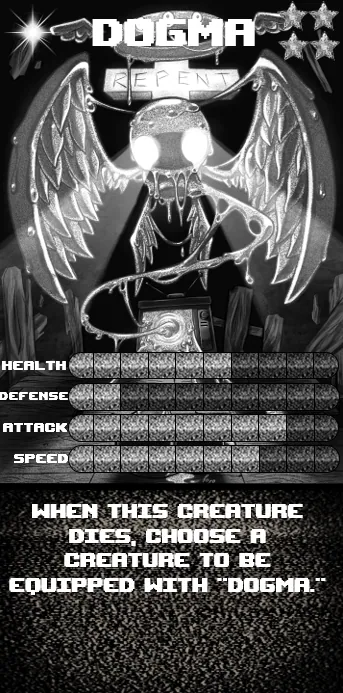 DOGMA
REPENT
HEALTH
DEFENSE
ATTACK
SPEED
WHEN THIS CREATURE
DIES, CHOOSE A
CREATURE TO BE
EQUIPPED WITH "DOGMA."